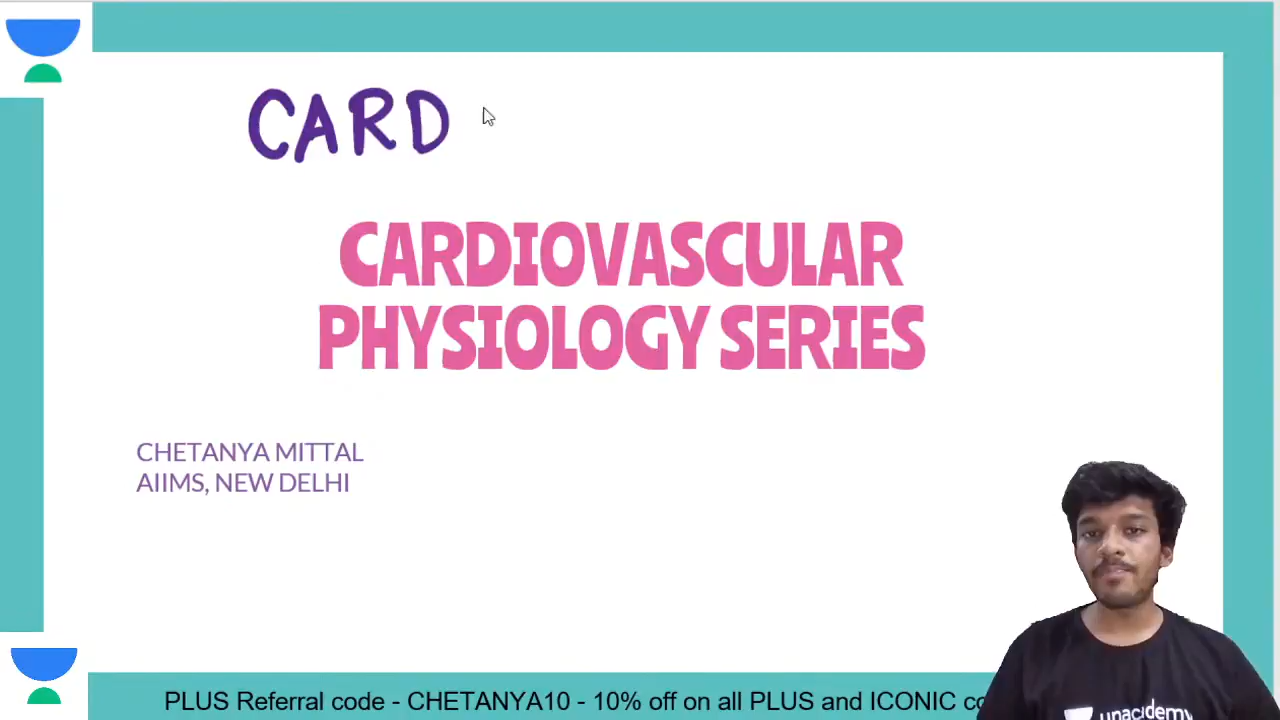 CARD
CARDIOVASCULAR
PHYSIOLOGY SERIES
CHETANYA MITTAL
AIIMS, NEW DELHI
PLUS Referral code - CHETANYA10 - 10% off on all PLUS and ICONIC
unacademy